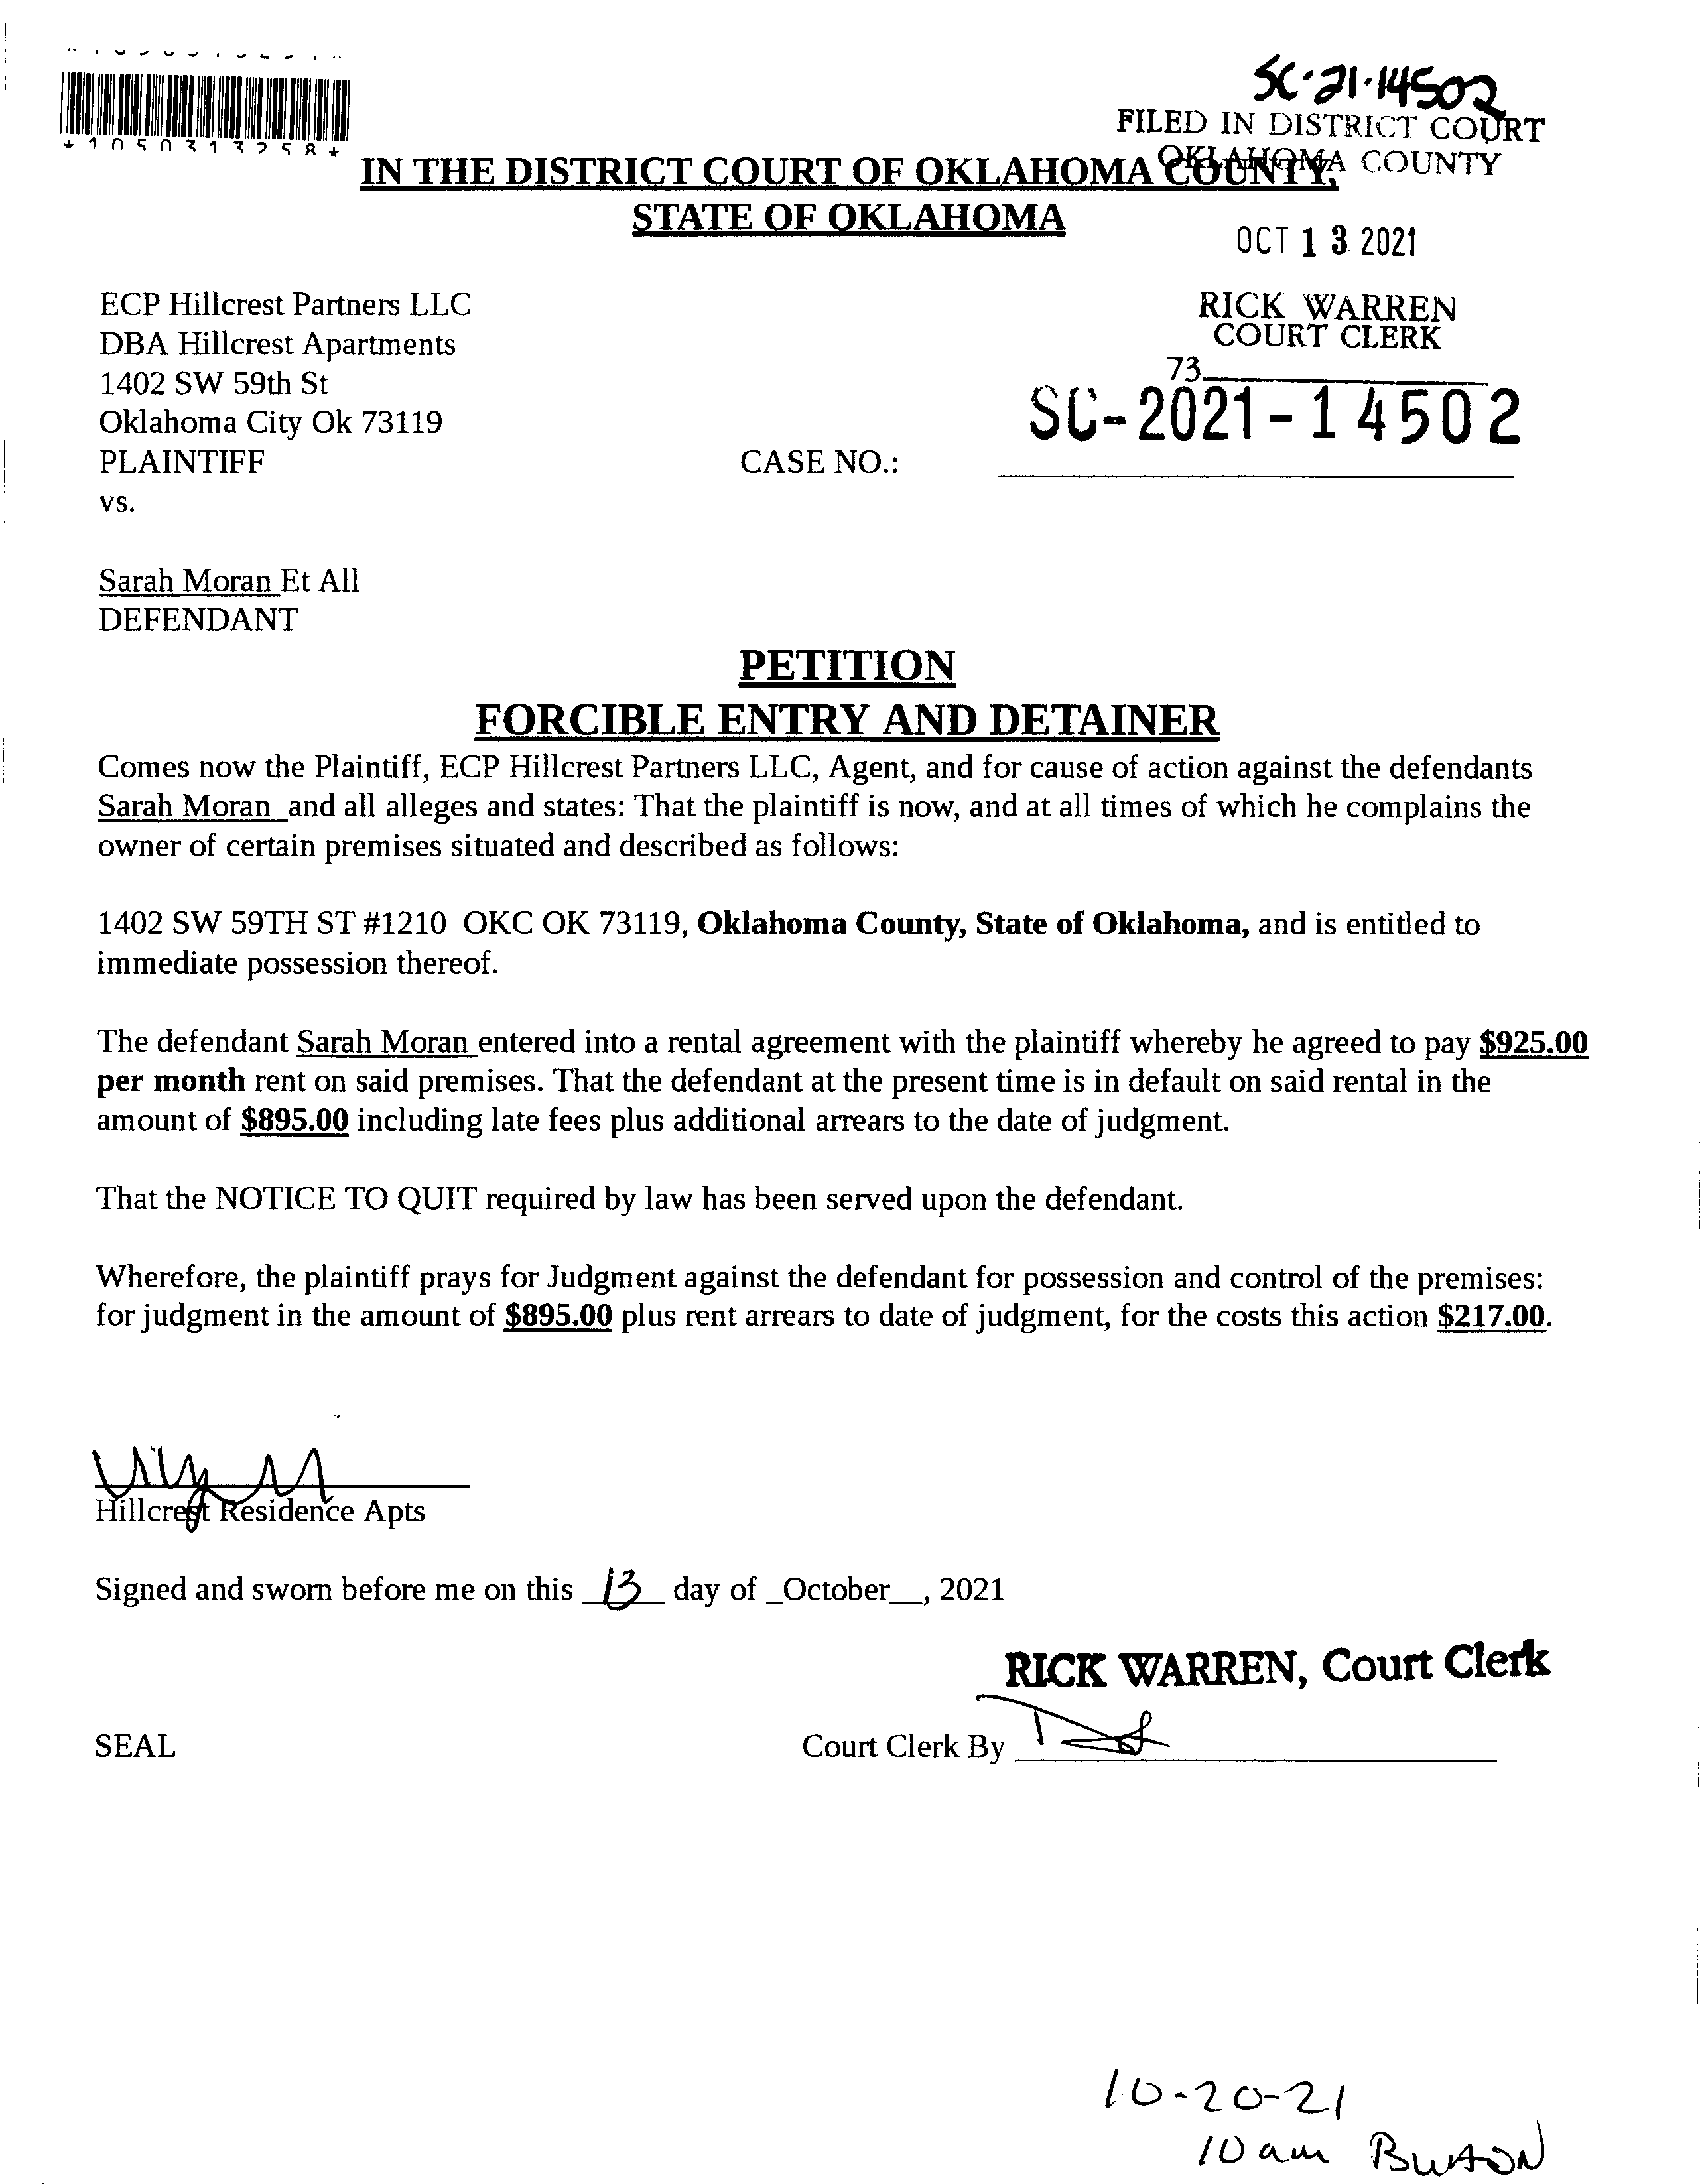 SC-21-14502
FILED IN DISTRICT COURT
OKLAHOMA COUNTY
*1050313258*
IN THE DISTRICT COURT OF OKLAHOMA COUNTY,
STATE OF OKLAHOMA
OCT 13 2021
ECP Hillcrest Partners LLC
DBA Hillcrest Apartments
1402 SW 59th St
Oklahoma City Ok 73119
PLAINTIFF
vs.
RICK WARREN
COURT CLERK
73
SC-2021-14502
CASE NO.:
Sarah Moran Et All
DEFENDANT
PETITION
FORCIBLE ENTRY AND DETAINER
Comes now the Plaintiff, ECP Hillcrest Partners LLC, Agent, and for cause of action against the defendants
Sarah Moran and all alleges and states: That the plaintiff is now, and at all times of which he complains the
owner of certain premises situated and described as follows:
1402 SW 59TH ST #1210 OKC OK 73119, Oklahoma County, State of Oklahoma, and is entitled to
immediate possession thereof.
The defendant Sarah Moran entered into a rental agreement with the plaintiff whereby he agreed to pay $925.00
per month rent on said premises. That the defendant at the present time is in default on said rental in the
amount of $895.00 including late fees plus additional arrears to the date of judgment.
That the NOTICE TO QUIT required by law has been served upon the defendant.
Wherefore, the plaintiff prays for Judgment against the defendant for possession and control of the premises:
for judgment in the amount of $895.00 plus rent arrears to date of judgment, for the costs this action $217.00.
Hillcrest Residence Apts
Signed and sworn before me on this 13 day of _October__, 2021
RICK WARREN, Court Clerk
SEAL
Court Clerk By
10-20-21
10 am